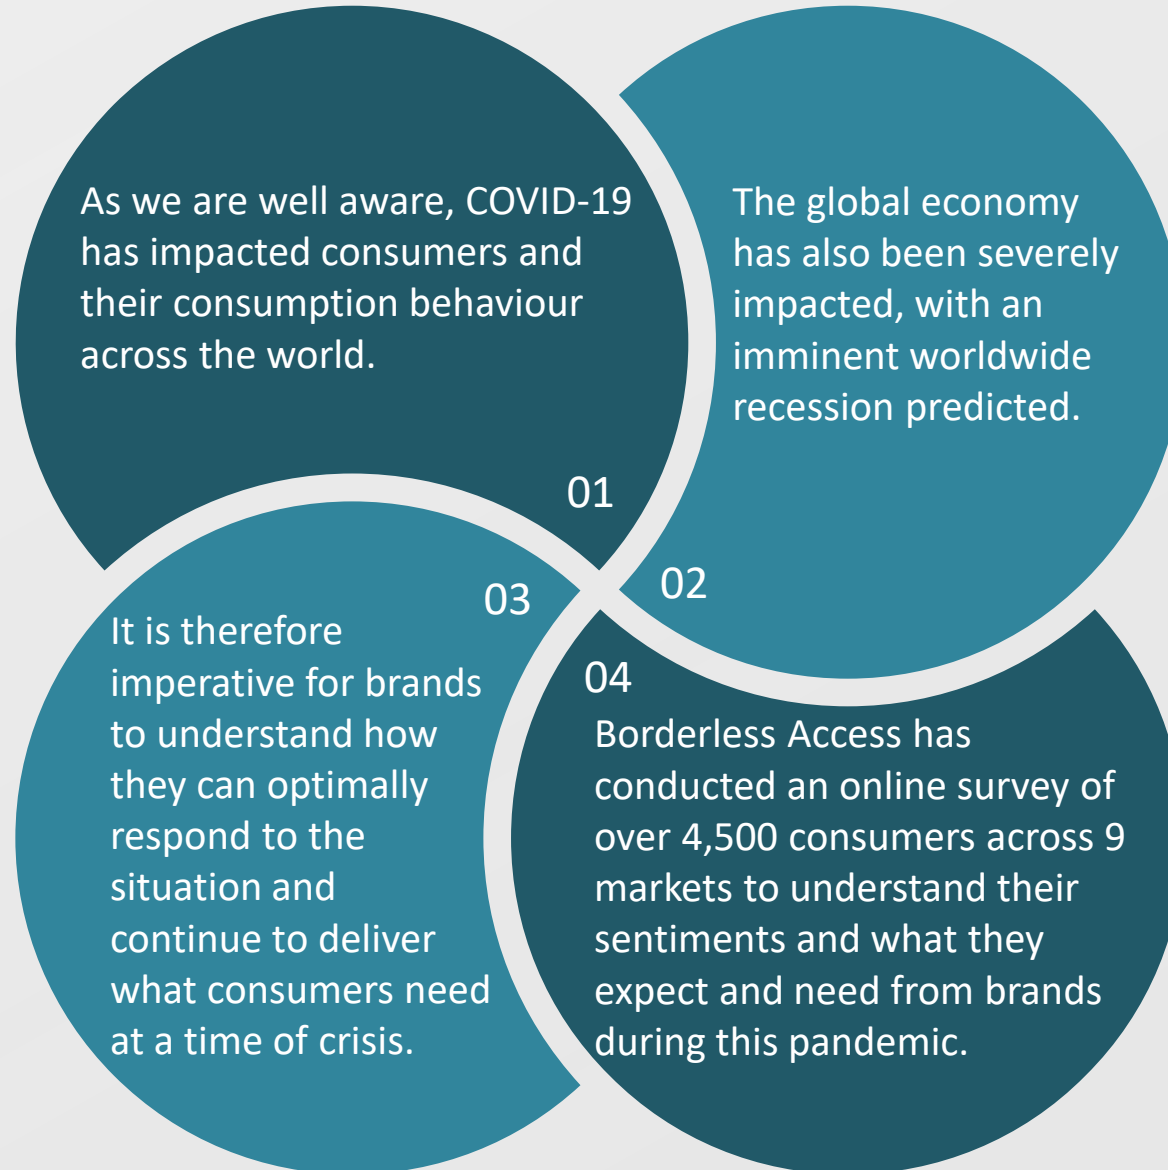 As we are well aware, COVID-19
has impacted consumers and
their consumption behaviour
across the world.
01
The global economy
has also been severely
impacted, with an
imminent worldwide
recession predicted.
02
03
It is therefore
imperative for brands
to understand how
they can optimally
respond to the
situation and
continue to deliver
what consumers need
at a time of crisis.
04
Borderless Access has
conducted an online survey of
over 4,500 consumers across 9
markets to understand their
sentiments and what they
expect and need from brands
during this pandemic.